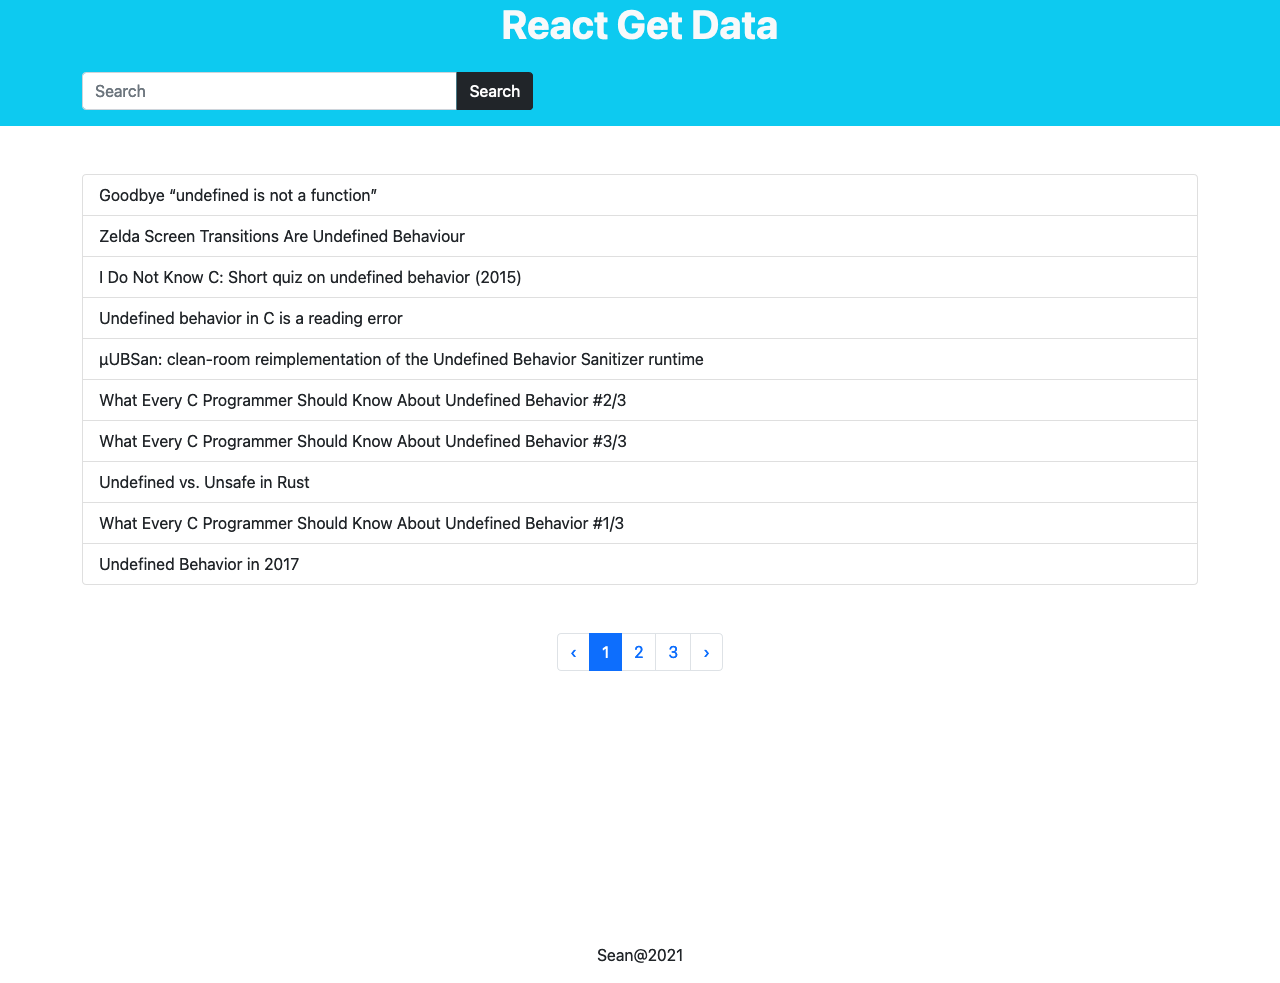 React Get Data
Search Search
Goodbye “undefined is not a function”
Zelda Screen Transitions Are Undefined Behaviour
I Do Not Know C: Short quiz on undefined behavior (2015)
Undefined behavior in C is a reading error
µUBSan: clean-room reimplementation of the Undefined Behavior Sanitizer runtime
What Every C Programmer Should Know About Undefined Behavior #2/3
What Every C Programmer Should Know About Undefined Behavior #3/3
Undefined vs. Unsafe in Rust
What Every C Programmer Should Know About Undefined Behavior #1/3
Undefined Behavior in 2017
‹ 1 2 3 ›
Sean@2021